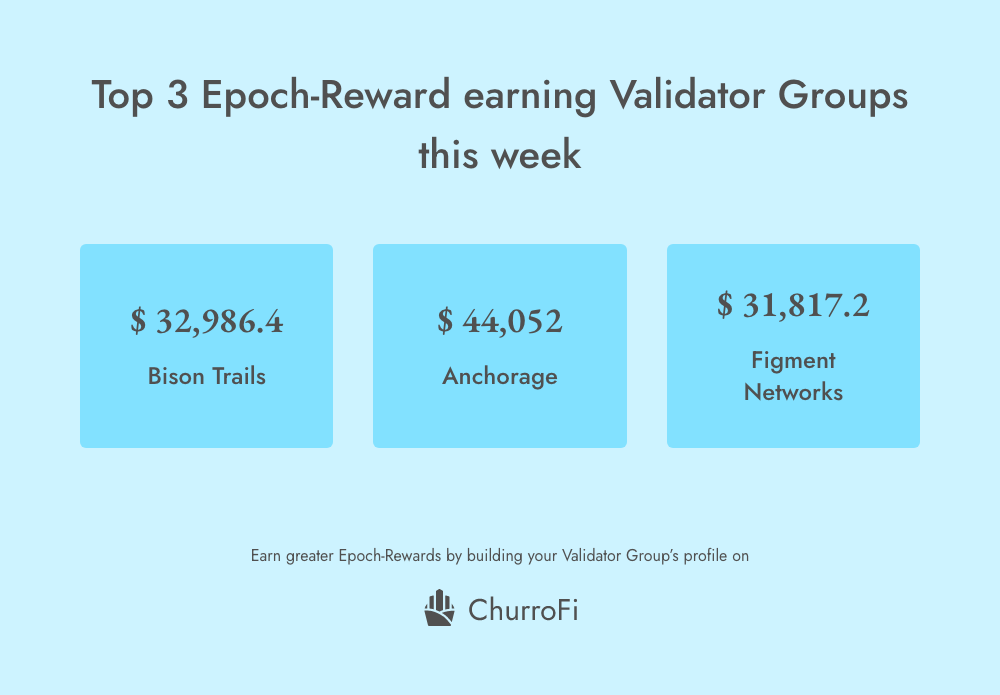 Top 3 Epoch-Reward earning Validator Groups
this week
$ 32,986.4
Bison Trails
$ 44,052
Anchorage
$ 31,817.2
Figment
Networks
Earn greater Epoch-Rewards by building your Validator Group’s profile on
ChurroFi